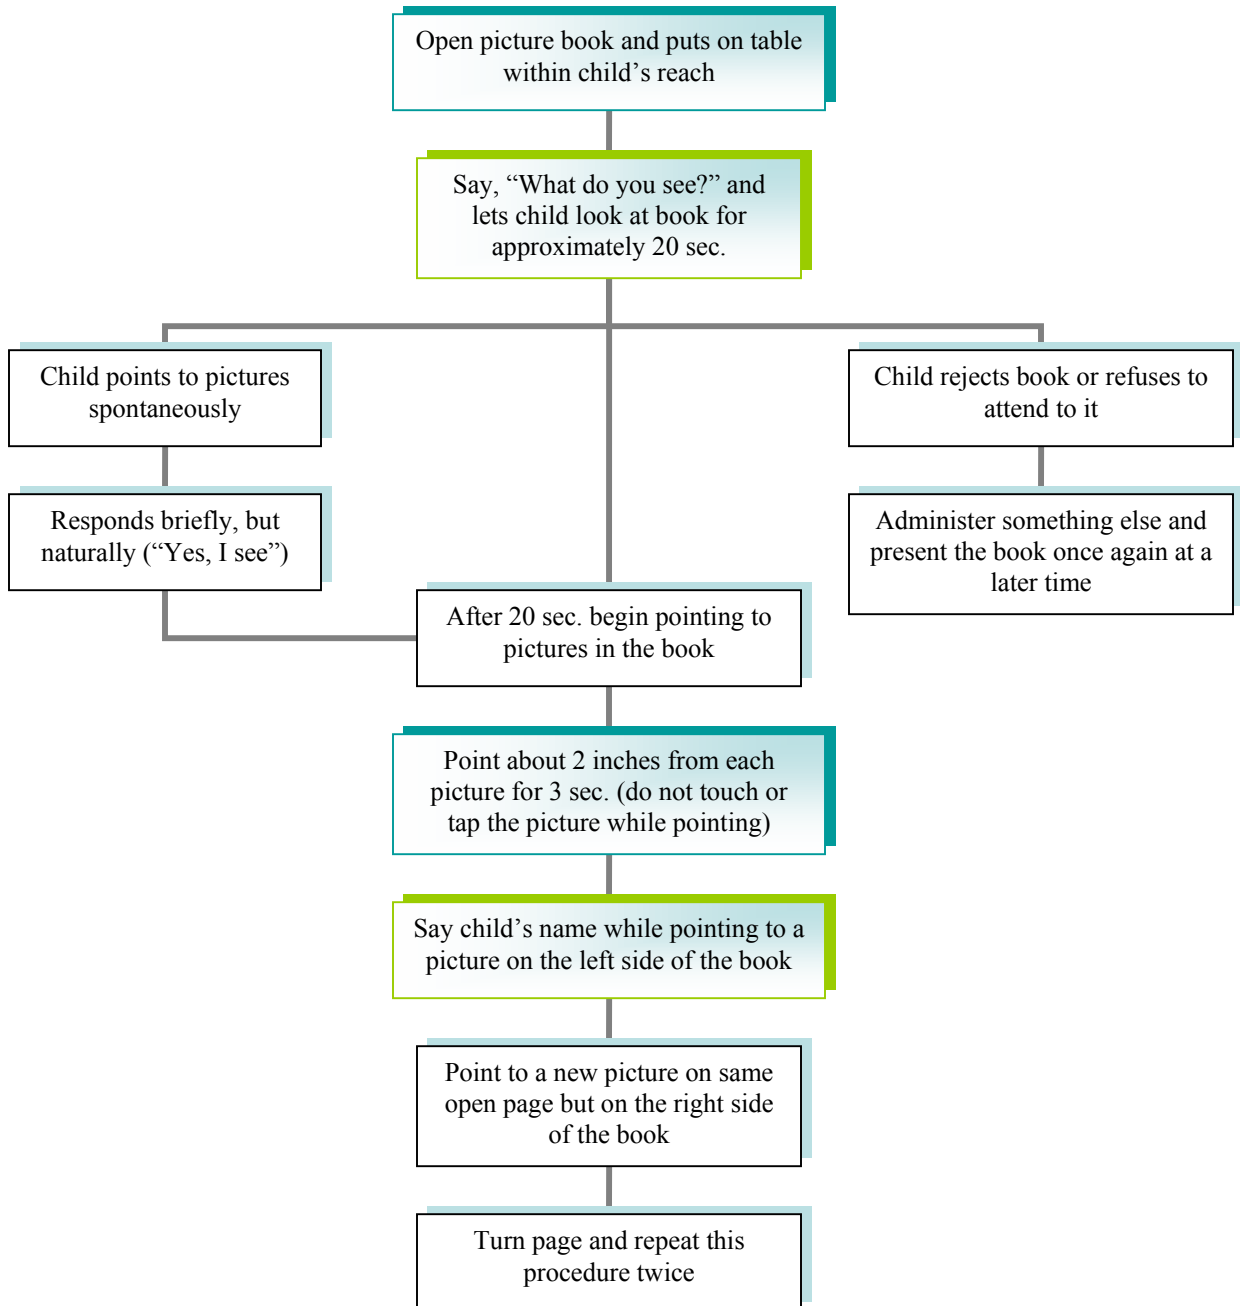 Open picture book and puts on table
within child’s reach
Say, “What do you see?” and
lets child look at book for
approximately 20 sec.
Child points to pictures
spontaneously
Child rejects book or refuses to
attend to it
Responds briefly, but
naturally (“Yes, I see”)
Administer something else and
present the book once again at a
later time
After 20 sec. begin pointing to
pictures in the book
Point about 2 inches from each
picture for 3 sec. (do not touch or
tap the picture while pointing)
Say child’s name while pointing to a
picture on the left side of the book
Point to a new picture on same
open page but on the right side
of the book
Turn page and repeat this
procedure twice